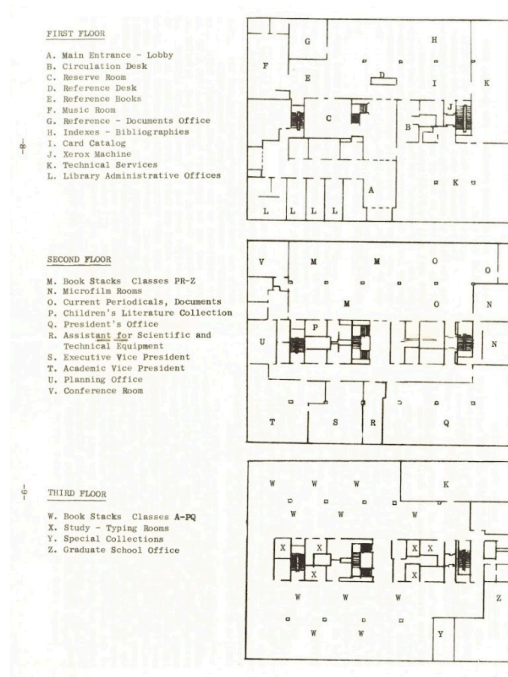 FIRST FLOOR
A. Main Entrance - Lobby
B. Circulation Desk
C. Reserve Room
D. Reference Desk
E. Reference Books
F. Music Room
G. Reference - Documents Office
H. Indexes - Bibliographies
I. Card Catalog
J. Xerox Machine
K. Technical Services
L. Library Administrative Offices
-8-
G
H
F
E
D
I
K
C
J
B
A
K
L
L
L
L
SECOND FLOOR
M. Book Stacks Classes PR-Z
N. Microfilm Rooms
O. Current Periodicals, Documents
P. Children's Literature Collection
Q. President's Office
R. Assistant for Scientific and
Technical Equipment
S. Executive Vice President
T. Academic Vice President
U. Planning Office
V. Conference Room
V
M
M
O
O
M
O
N
P
U
N
T
S
R
Q
-9-
THIRD FLOOR
W. Book Stacks Classes A-PQ
X. Study - Typing Rooms
Y. Special Collections
Z. Graduate School Office
W
W
W
K
W
W
W
X
X
X
X
X
X
W
W
W
Z
W
W
Y